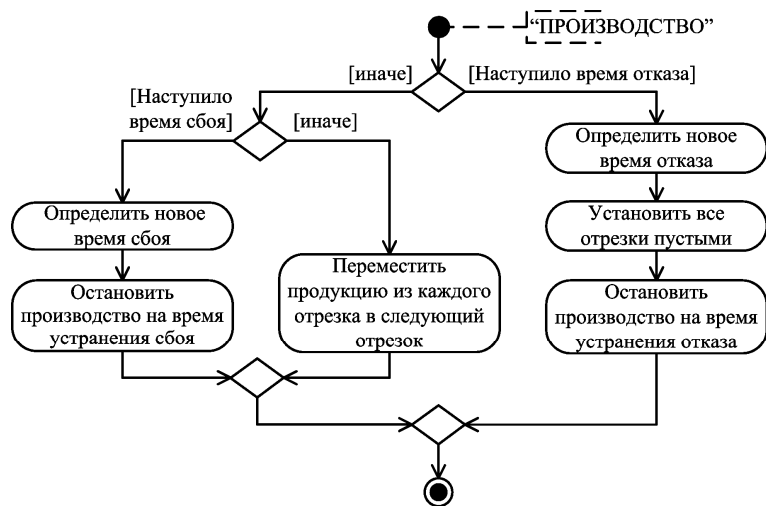 “ПРОИЗВОДСТВО”
[иначе]
[Наступило время отказа]
[Наступило
время сбоя]
[иначе]
Определить новое
время отказа
Определить новое
время сбоя
Установить все
отрезки пустыми
Остановить
производство на время
устранения сбоя
Переместить
продукцию из каждого
отрезка в следующий
отрезок
Остановить
производство на время
устранения отказа